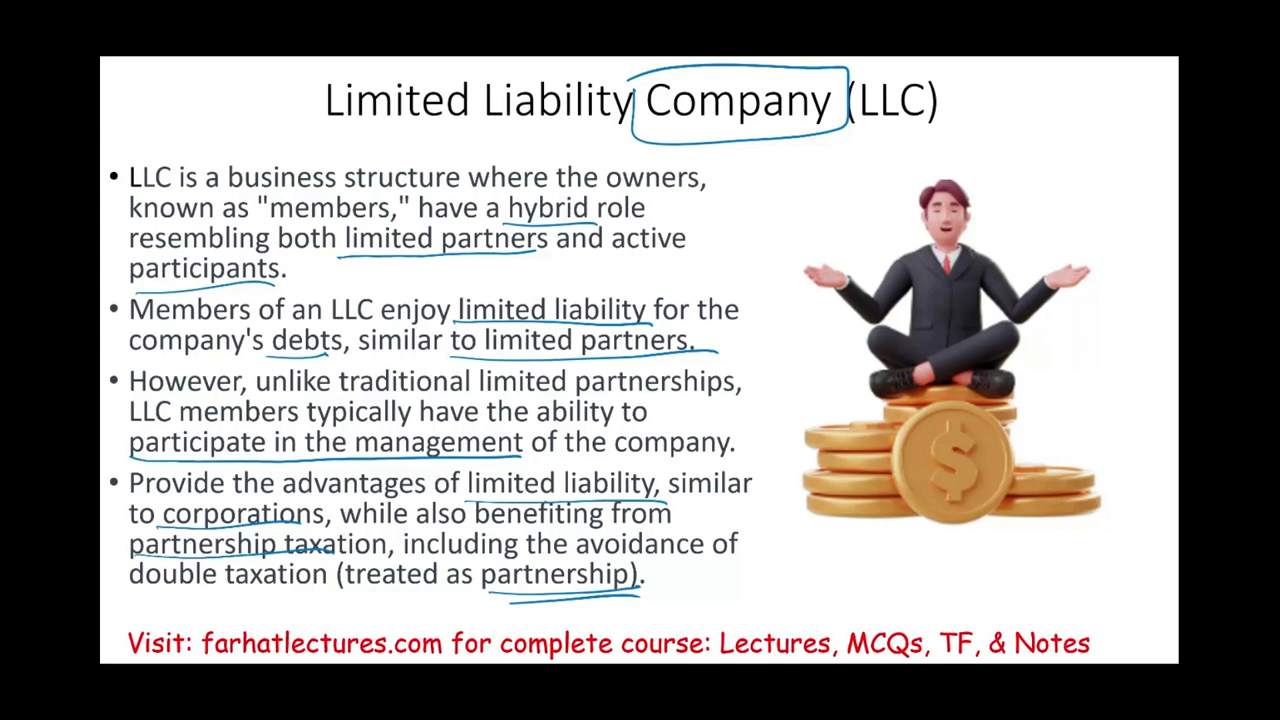 Limited Liability Company (LLC)
• LLC is a business structure where the owners,
known as "members," have a hybrid role
resembling both limited partners and active
participants.
• Members of an LLC enjoy limited liability for the
company's debts, similar to limited partners.
• However, unlike traditional limited partnerships,
LLC members typically have the ability to
participate in the management of the company.
• Provide the advantages of limited liability, similar
to corporations, while also benefiting from
partnership taxation, including the avoidance of
double taxation (treated as partnership).
$
Visit: farhatlectures.com for complete course: Lectures, MCQs, TF, & Notes